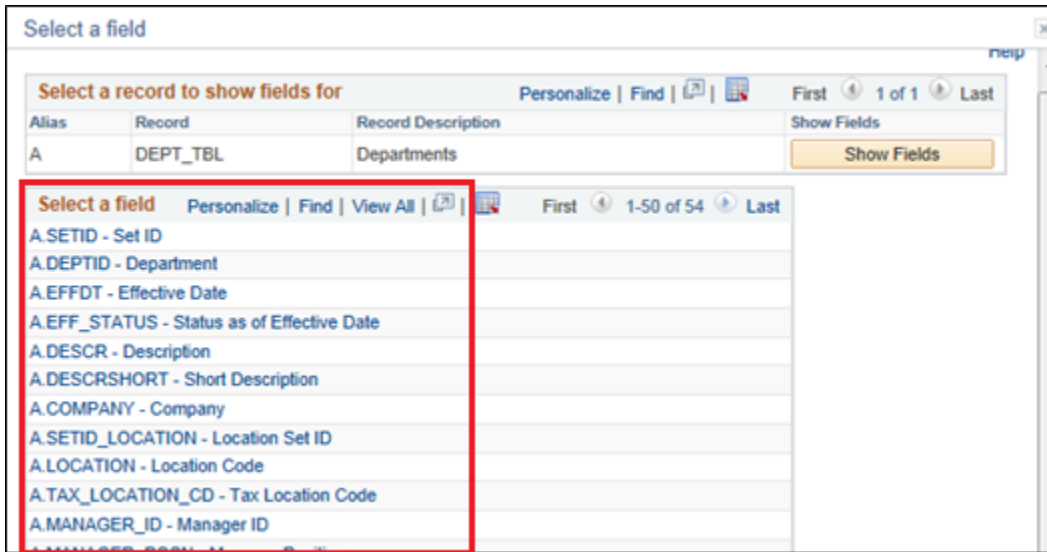 Select a field
Help
Select a record to show fields for Personalize | Find | | First 1 of 1 Last
Alias Record Record Description Show Fields
A DEPT_TBL Departments Show Fields
Select a field Personalize | Find | View All | | First 1-50 of 54 Last
A.SETID - Set ID
A.DEPTID - Department
A.EFFDT - Effective Date
A.EFF_STATUS - Status as of Effective Date
A.DESCR - Description
A.DESCRSHORT - Short Description
A.COMPANY - Company
A.SETID_LOCATION - Location Set ID
A.LOCATION - Location Code
A.TAX_LOCATION_CD - Tax Location Code
A.MANAGER_ID - Manager ID